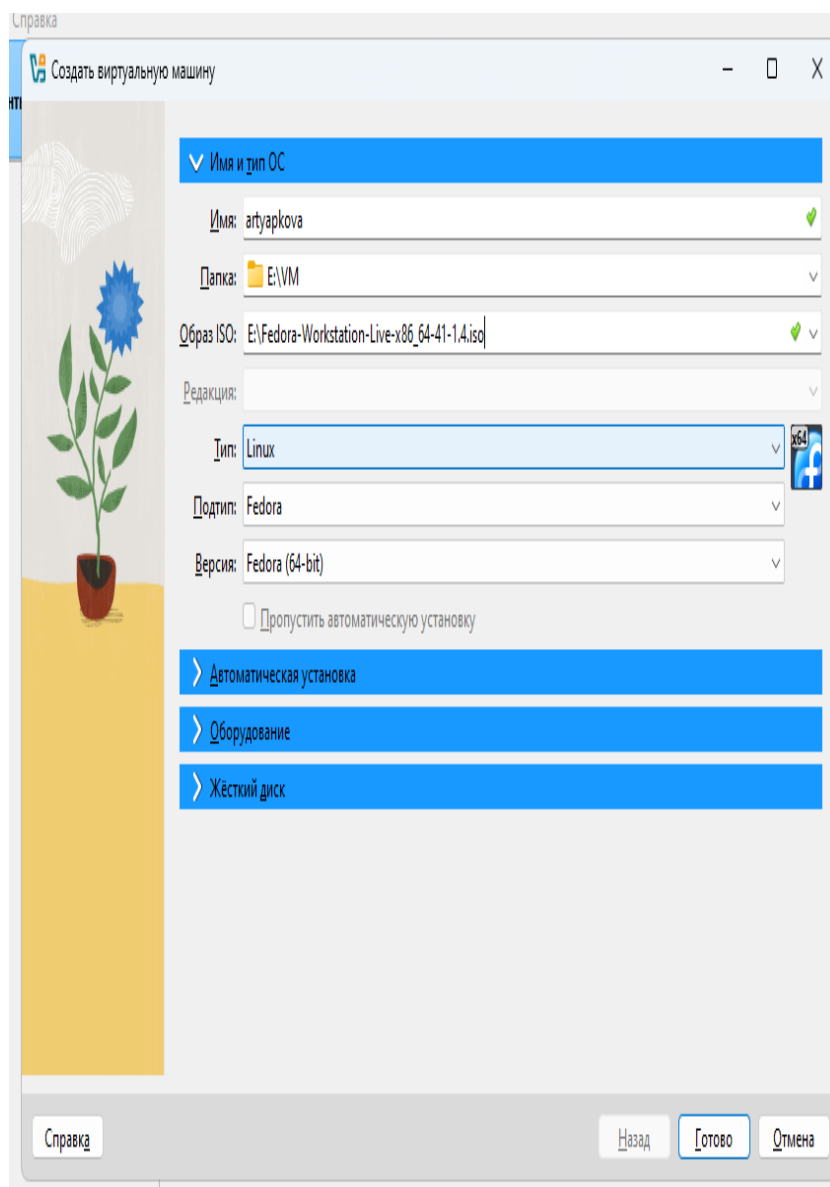 Справка
Создать виртуальную машину
Имя и тип ОС
Имя: artyapkova
Папка: E:\VM
Образ ISO: E:\Fedora-Workstation-Live-x86_64-41-1.4.iso
Редакция:
Тип: Linux
x64
Подтип: Fedora
Версия: Fedora (64-bit)
Пропустить автоматическую установку
Автоматическая установка
Оборудование
Жёсткий диск
Справка Назад Готово Отмена